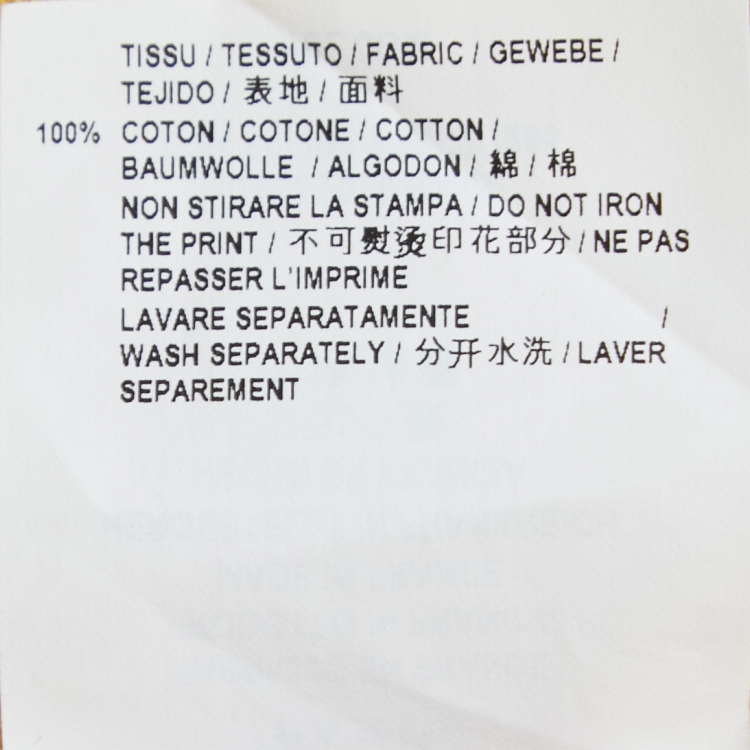 TISSU / TESSUTO / FABRIC / GEWEBE /
TEJIDO / 表地 / 面料
100% COTON / COTONE / COTTON /
BAUMWOLLE / ALGODON / 綿 / 棉
NON STIRARE LA STAMPA / DO NOT IRON
THE PRINT / 不可熨烫印花部分 / NE PAS
REPASSER L'IMPRIME
LAVARE SEPARATAMENTE /
WASH SEPARATELY / 分开水洗 / LAVER
SEPAREMENT